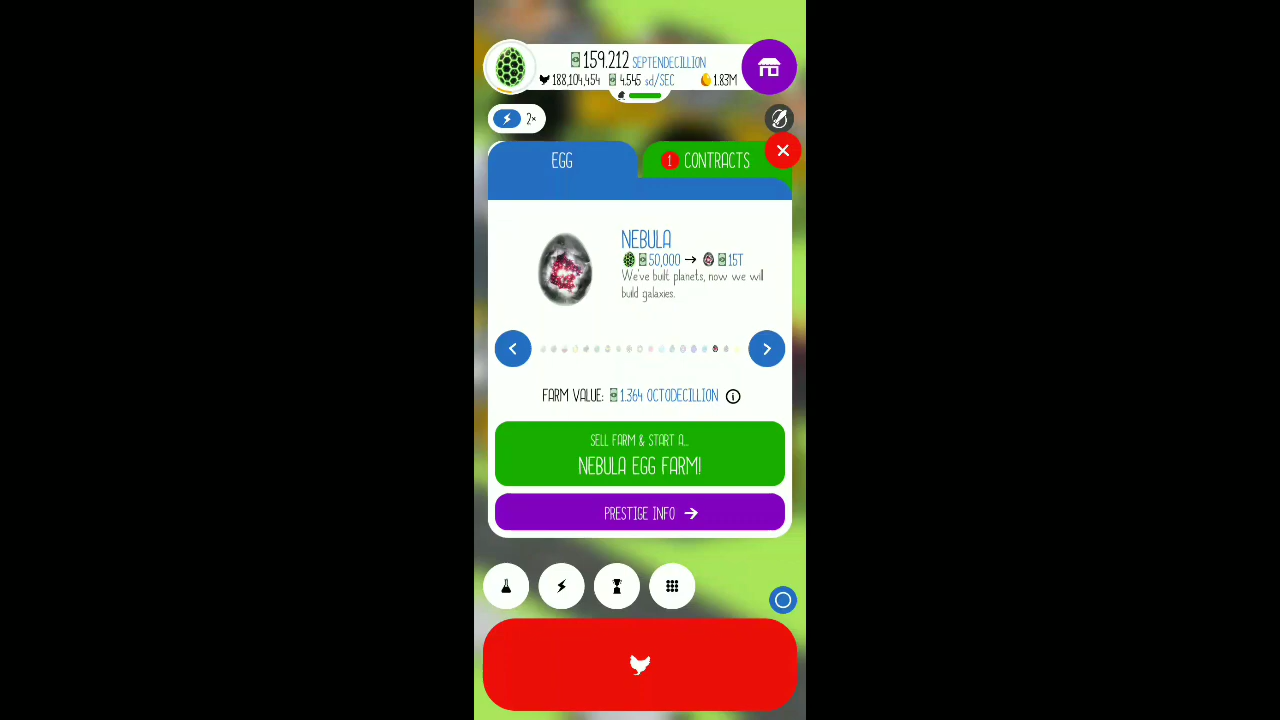 159.212 SEPTENDECILLION
188,104,454 4.545 sd/SEC 1.83M
2×
EGG
1 CONTRACTS
NEBULA
50,000 → 15T
We've built planets, now we will
build galaxies.
FARM VALUE: 1.364 OCTODECILLION
SELL FARM & START A...
NEBULA EGG FARM!
PRESTIGE INFO →